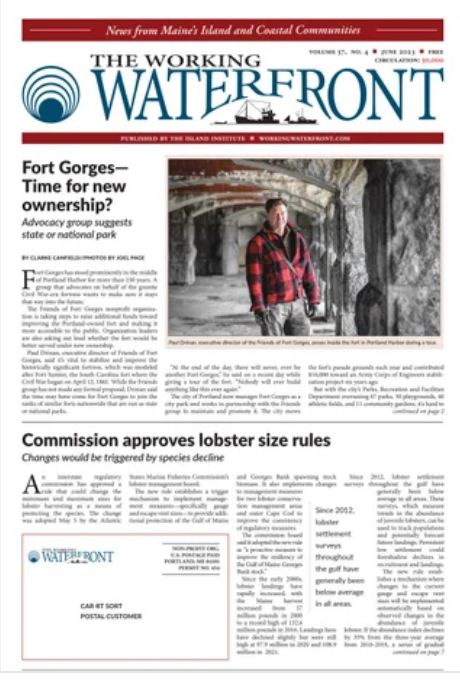 News from Maine's Island and Coastal Communities
VOLUME 37, NO. 4 ■ JUNE 2023 ■ FREE
CIRCULATION: 50,000
THE WORKING
WATERFRONT
PUBLISHED BY THE ISLAND INSTITUTE ■ WORKINGWATERFRONT.COM
Fort Gorges—
Time for new
ownership?
Advocacy group suggests
state or national park
BY CLARKE CANFIELD/PHOTOS BY JOEL PAGE
Fort Gorges has stood prominently in the middle
of Portland Harbor for more than 150 years. A
group that advocates on behalf of the granite
Civil War-era fortress wants to make sure it stays
that way into the future.
The Friends of Fort Gorges nonprofit organiza-
tion is taking steps to raise additional funds toward
improving the Portland-owned fort and making it
more accessible to the public. Organization leaders
are also asking out loud whether the fort would be
better served under new ownership.
Paul Drinan, executive director of Friends of Fort
Gorges, said it's vital to stabilize and improve the
historically significant fortress, which was modeled
after Fort Sumter, the South Carolina fort where the
Civil War began on April 12, 1861. While the Friends
group has not made any formal proposal, Drinan said
the time may have come for Fort Gorges to join the
ranks of similar forts nationwide that are run as state
or national parks.
Paul Drinan, executive director of the Friends of Fort Gorges, poses inside the fort in Portland Harbor during a tour.
"At the end of the day, there will never, ever be
another Fort Gorges," he said on a recent day while
giving a tour of the fort. "Nobody will ever build
anything like this ever again."
The city of Portland now manages Fort Gorges as a
city park and works in partnership with the Friends
group to maintain and promote it. The city mows
the fort's parade grounds each year and contributed
toward an Army Corps of Engineers stabili-
zation project six years ago.
But with the city's Parks, Recreation and Facilities
Department overseeing 67 parks, 30 playgrounds, 40
athletic fields, and 11 community gardens, it's hard to
continued on page 2
Commission approves lobster size rules
Changes would be triggered by species decline
An interstate regulatory
commission has approved a
rule that could change the
minimum and maximum sizes for
lobster harvesting as a means of
protecting the species. The change
was adopted May 5 by the Atlantic
States Marine Fisheries Commission's
lobster management board.
The new rule establishes a trigger
mechanism to implement manage-
ment measures—specifically gauge
and escape vent sizes—to provide addi-
tional protection of the Gulf of Maine
and Georges Bank spawning stock
biomass. It also implements changes
to management measures
for two lobster conserva-
tion management areas
and outer Cape Cod to
improve the consistency
of regulatory measures.
The commission board
said it adopted the new rule
as "a proactive measure to
improve the resiliency of
the Gulf of Maine-Georges
Bank stock."
Since the early 2000s,
lobster landings have
rapidly increased, with
the Maine harvest
increased from 57
million pounds in 2000
to a record high of 132.6
million pounds in 2016. Landings have
have declined slightly but were still
high at 97.9 million in 2020 and 108.9
million in 2021.
Since 2012,
lobster
settlement
surveys
throughout
the gulf have
generally been
below average
in all areas.
Since 2012, lobster settlement
surveys throughout the gulf have
generally been below
average in all areas. These
surveys, which measure
trends in the abundance
of juvenile lobsters, can be
used to track populations
and potentially forecast
future landings. Persistent
low settlement could
foreshadow declines in
recruitment and landings.
The new rule estab-
lishes a mechanism where
changes to the current
gauge and escape vent
sizes will be implemented
automatically based on
observed changes in the
abundance of juvenile
lobster. If the abundance index declines
by 35% from the three-year average
from 2016-2018, a series of gradual
continued on page 7
THE WORKING
WATERFRONT
NON-PROFIT ORG.
U.S. POSTAGE PAID
PORTLAND, ME 04101
PERMIT NO. 454
CAR RT SORT
POSTAL CUSTOMER